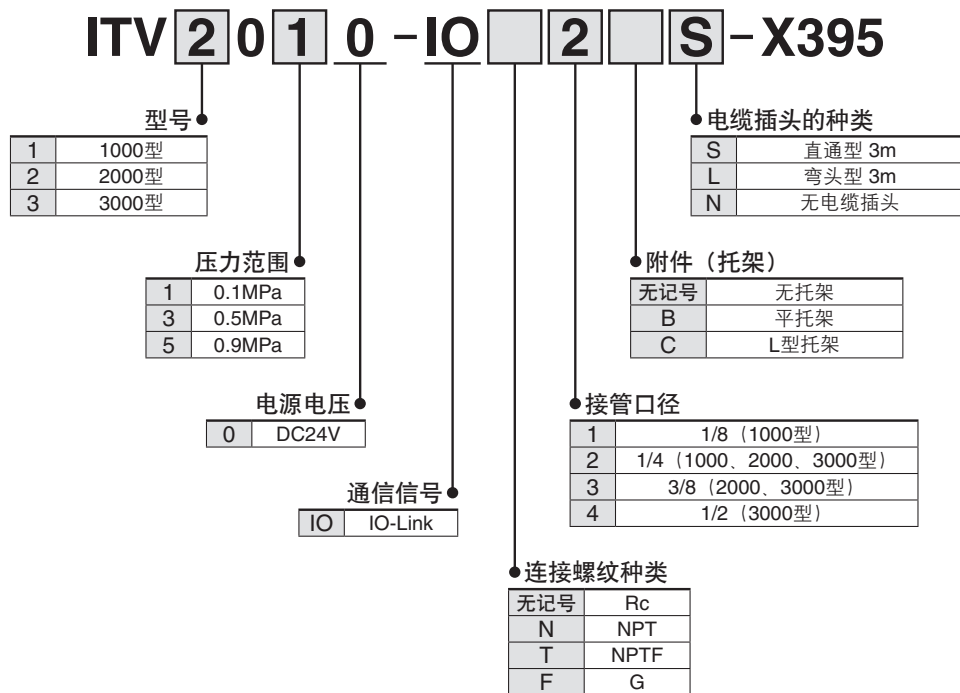 ITV 2 0 1 0 -IO 2 S -X395
型号
1 1000型
2 2000型
3 3000型
压力范围
1 0.1MPa
3 0.5MPa
5 0.9MPa
电源电压
0 DC24V
通信信号
IO IO-Link
电缆插头的种类
S 直通型 3m
L 弯头型 3m
N 无电缆插头
附件（托架）
无记号 无托架
B 平托架
C L型托架
接管口径
1 1/8（1000型）
2 1/4（1000、2000、3000型）
3 3/8（2000、3000型）
4 1/2（3000型）
连接螺纹种类
无记号 Rc
N NPT
T NPTF
F G